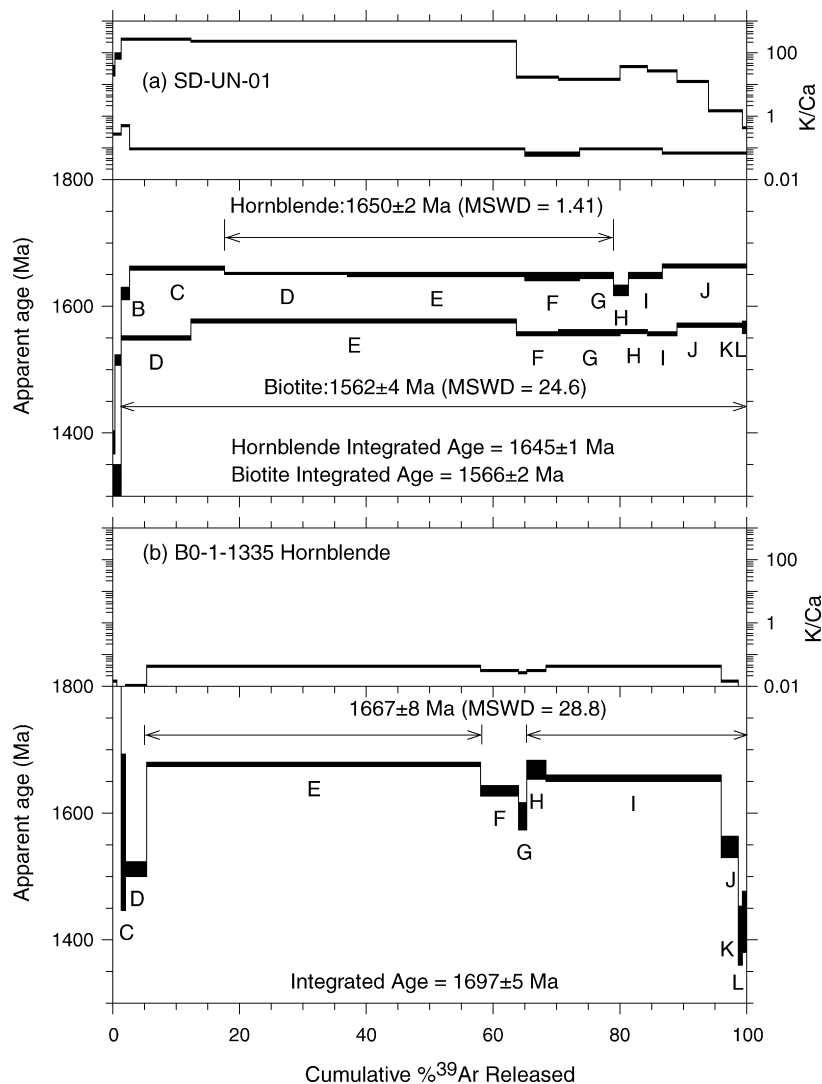 100
(a) SD-UN-01
K/Ca
1
0.01
1800
Hornblende:1650±2 Ma (MSWD = 1.41)
Apparent age (Ma)
B C D E F G H I J
1600
D E F G H I J K L
Biotite:1562±4 Ma (MSWD = 24.6)
1400
Hornblende Integrated Age = 1645±1 Ma
Biotite Integrated Age = 1566±2 Ma
(b) B0-1-1335 Hornblende
100
K/Ca
1
0.01
1800
1667±8 Ma (MSWD = 28.8)
Apparent age (Ma)
1600
C D E F G H I J K L
1400
Integrated Age = 1697±5 Ma
0 20 40 60 80 100
Cumulative %39Ar Released